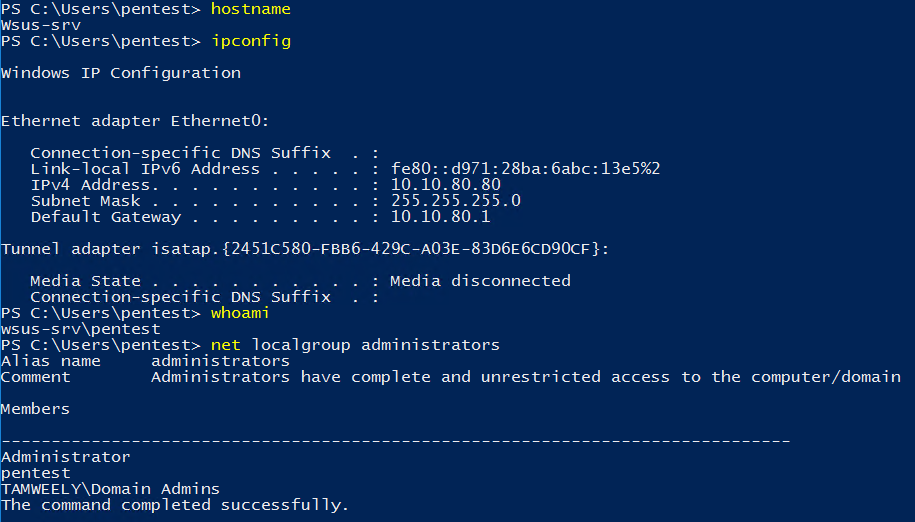 PS C:\Users\pentest> hostname
Wsus-srv
PS C:\Users\pentest> ipconfig
Windows IP Configuration
Ethernet adapter Ethernet0:
   Connection-specific DNS Suffix  . :
   Link-local IPv6 Address . . . . . : fe80::d971:28ba:6abc:13e5%2
   IPv4 Address. . . . . . . . . . . : 10.10.80.80
   Subnet Mask . . . . . . . . . . . : 255.255.255.0
   Default Gateway . . . . . . . . . : 10.10.80.1
Tunnel adapter isatap.{2451C580-FBB6-429C-A03E-83D6E6CD90CF}:
   Media State . . . . . . . . . . . : Media disconnected
   Connection-specific DNS Suffix  . :
PS C:\Users\pentest> whoami
wsus-srv\pentest
PS C:\Users\pentest> net localgroup administrators
Alias name     administrators
Comment        Administrators have complete and unrestricted access to the computer/domain
Members
-------------------------------------------------------------------------------
Administrator
pentest
TAMWEELY\Domain Admins
The command completed successfully.